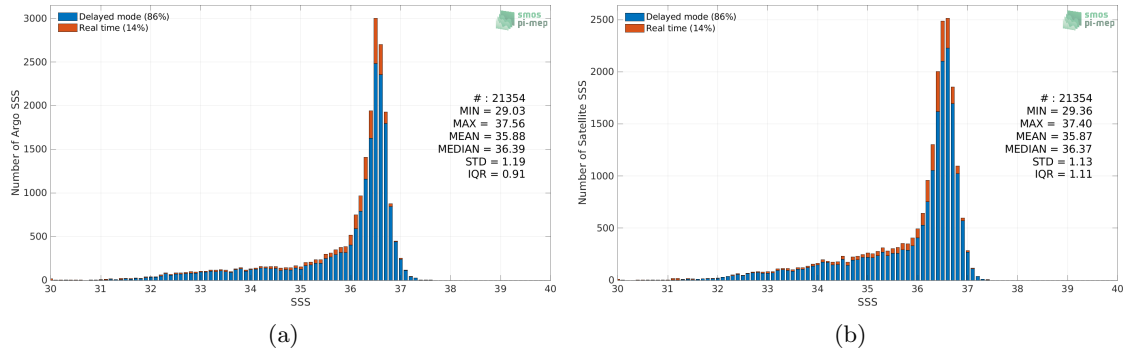 Delayed mode (86%)
Real time (14%)
smos
pi-mep
3000
2500
2000
1500
1000
500
0
Number of Argo SSS
# : 21354
MIN = 29.03
MAX = 37.56
MEAN = 35.88
MEDIAN = 36.39
STD = 1.19
IQR = 0.91
30 31 32 33 34 35 36 37 38 39 40
SSS
(a)
Delayed mode (86%)
Real time (14%)
smos
pi-mep
2500
2000
1500
1000
500
0
Number of Satellite SSS
# : 21354
MIN = 29.36
MAX = 37.40
MEAN = 35.87
MEDIAN = 36.37
STD = 1.13
IQR = 1.11
30 31 32 33 34 35 36 37 38 39 40
SSS
(b)